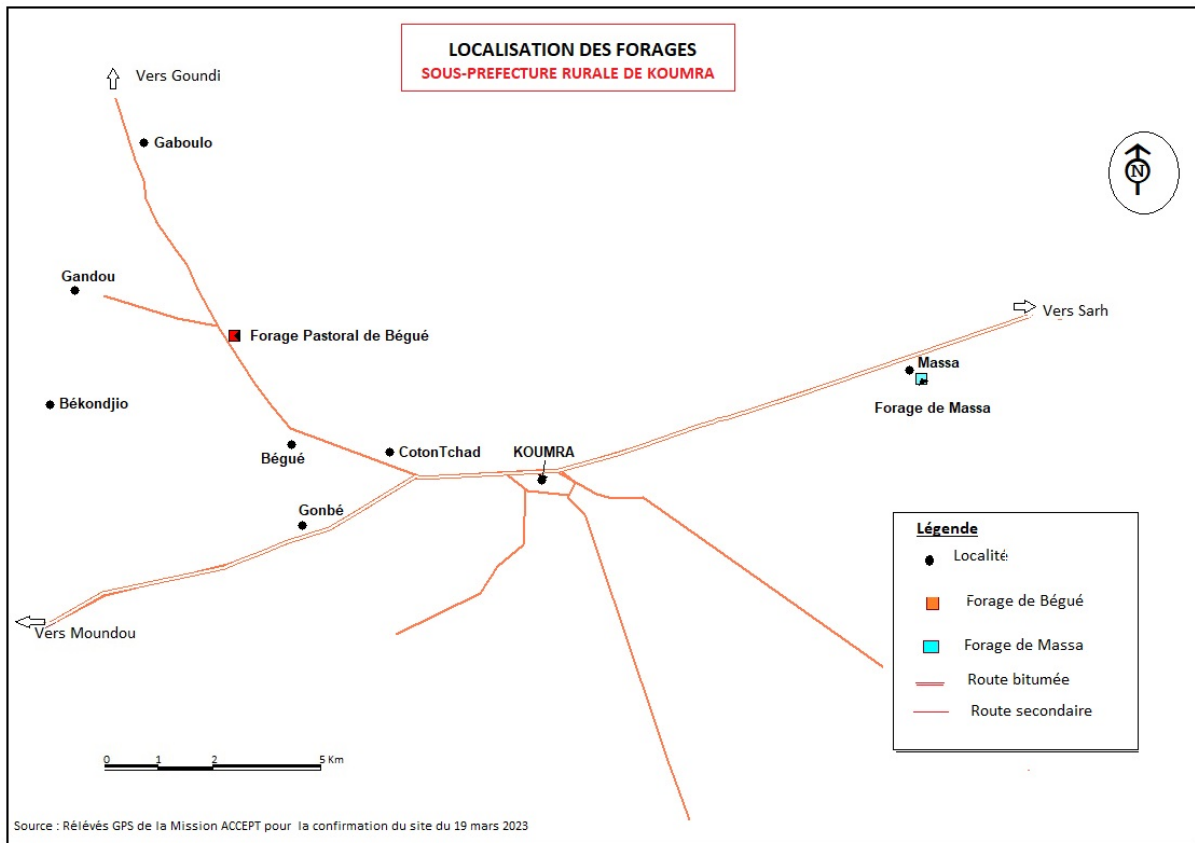 LOCALISATION DES FORAGES
SOUS-PREFECTURE RURALE DE KOUMRA
Vers Goundi
Gaboulo
N
Gandou
Vers Sarh
Forage Pastoral de Bégué
Massa
Forage de Massa
Békondjio
Bégué
CotonTchad
KOUMRA
Gonbé
Vers Moundou
Légende
Localité
Forage de Bégué
Forage de Massa
Route bitumée
Route secondaire
0 1 2 5 Km
Source : Rélévés GPS de la Mission ACCEPT pour la confirmation du site du 19 mars 2023